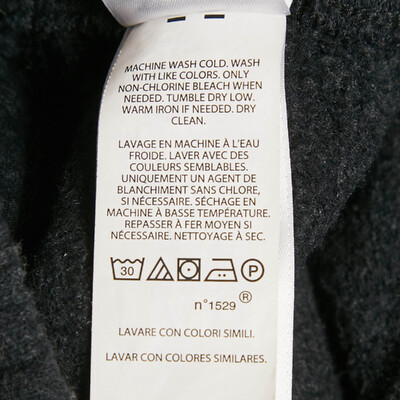 MACHINE WASH COLD. WASH
WITH LIKE COLORS. ONLY
NON-CHLORINE BLEACH WHEN
NEEDED. TUMBLE DRY LOW.
WARM IRON IF NEEDED. DRY
CLEAN.
LAVAGE EN MACHINE À L'EAU
FROIDE. LAVER AVEC DES
COULEURS SEMBLABLES.
UNIQUEMENT UN AGENT DE
BLANCHIMENT SANS CHLORE,
SI NÉCESSAIRE. SÉCHAGE EN
MACHINE À BASSE TEMPÉRATURE.
REPASSER À FER MOYEN SI
NÉCESSAIRE. NETTOYAGE À SEC.
30 P
n°1529 ®
LAVARE CON COLORI SIMILI.
LAVAR CON COLORES SIMILARES.